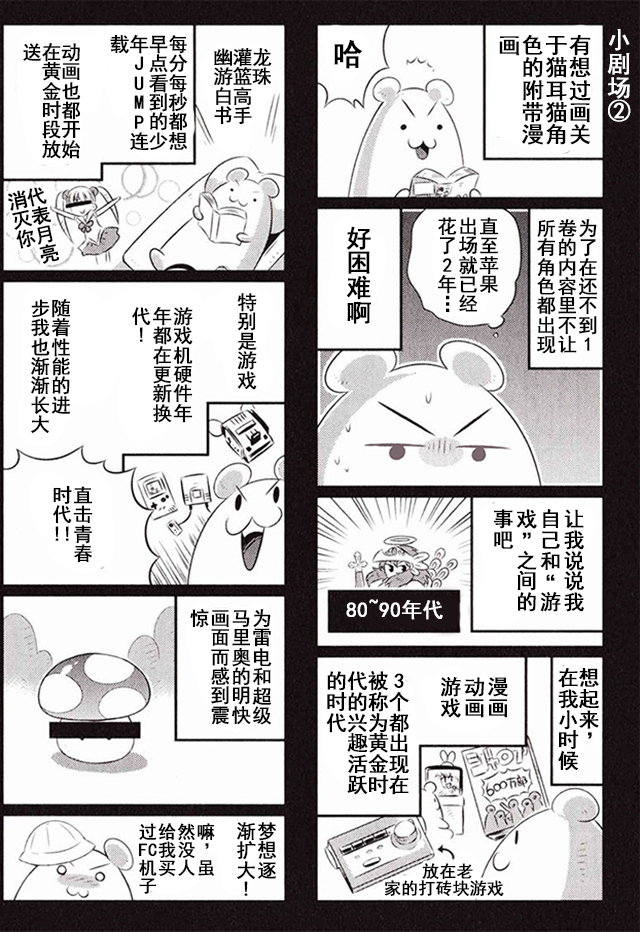 小剧场②
有想过画关
于猫耳猫角
色的附带漫
画
哈
为了在还不到1
卷的内容里不让
所有角色都出现
直至苹果
出场就已经
花了2年…
好困难啊
让我说说我
自己和“游
戏”之间的
事吧
80~90年代
想起来，
在我小时
候
漫画
动画
游戏
3个都出现在
被称为黄金时
代的兴趣活跃
的时代
600万部
放在老
家的打砖块游戏
龙珠
灌篮高手
幽游白书
每分每秒都想
早点看到的少
年JUMP连
载
动画也都开始
在黄金时段放
送
代表月亮
消灭你
特别是游戏
游戏机硬件年
年都在更新换
代！
随着性能的进
步我也渐渐长大
直击青春
时代!!
为雷电和超级
马里奥的明快
画面而感到震
惊
梦想逐
渐扩大！
嘛，虽
然没人
给我买
过FC机子